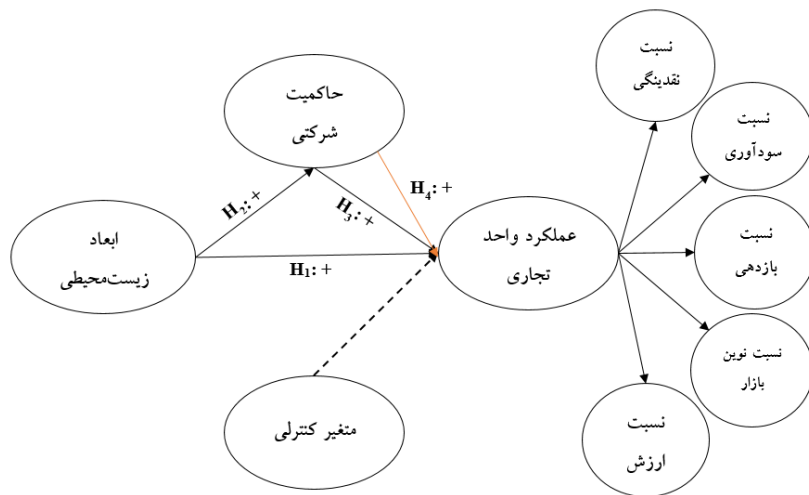 نسبت
نقدینگی
حاکمیت
شرکتی
نسبت
سودآوری
H₄:+
H₂:+
H₃:+
ابعاد
زیست‌محیطی
H₁:+
عملکرد واحد
تجاری
نسبت
بازدهی
نسبت نوین
بازار
متغیر کنترلی
نسبت
ارزش